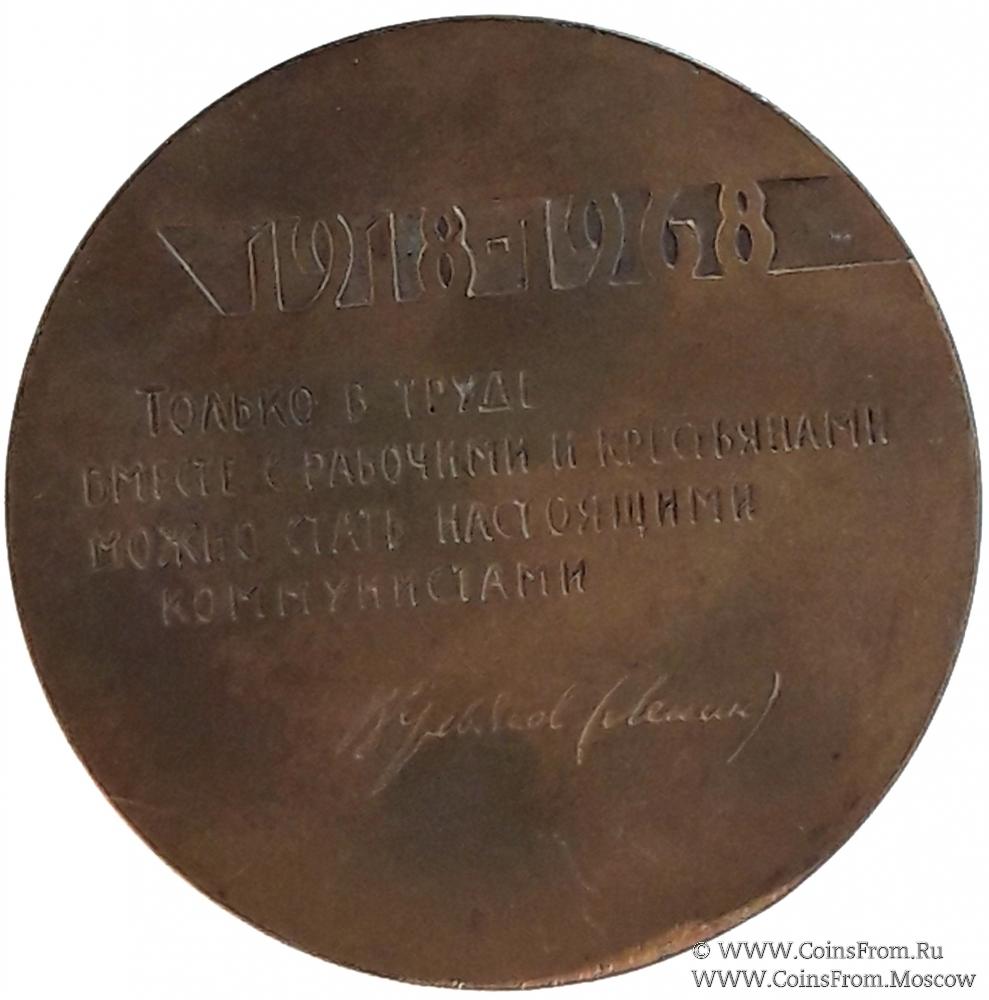 1918-1968
ТОЛЬКО В ТРУДЕ
ВМЕСТЕ С РАБОЧИМИ И КРЕСТЬЯНАМИ
МОЖНО СТАТЬ НАСТОЯЩИМИ
КОММУНИСТАМИ
В Ульянов (Ленин)
© WWW.CoinsFrom.Ru
WWW.CoinsFrom.Moscow